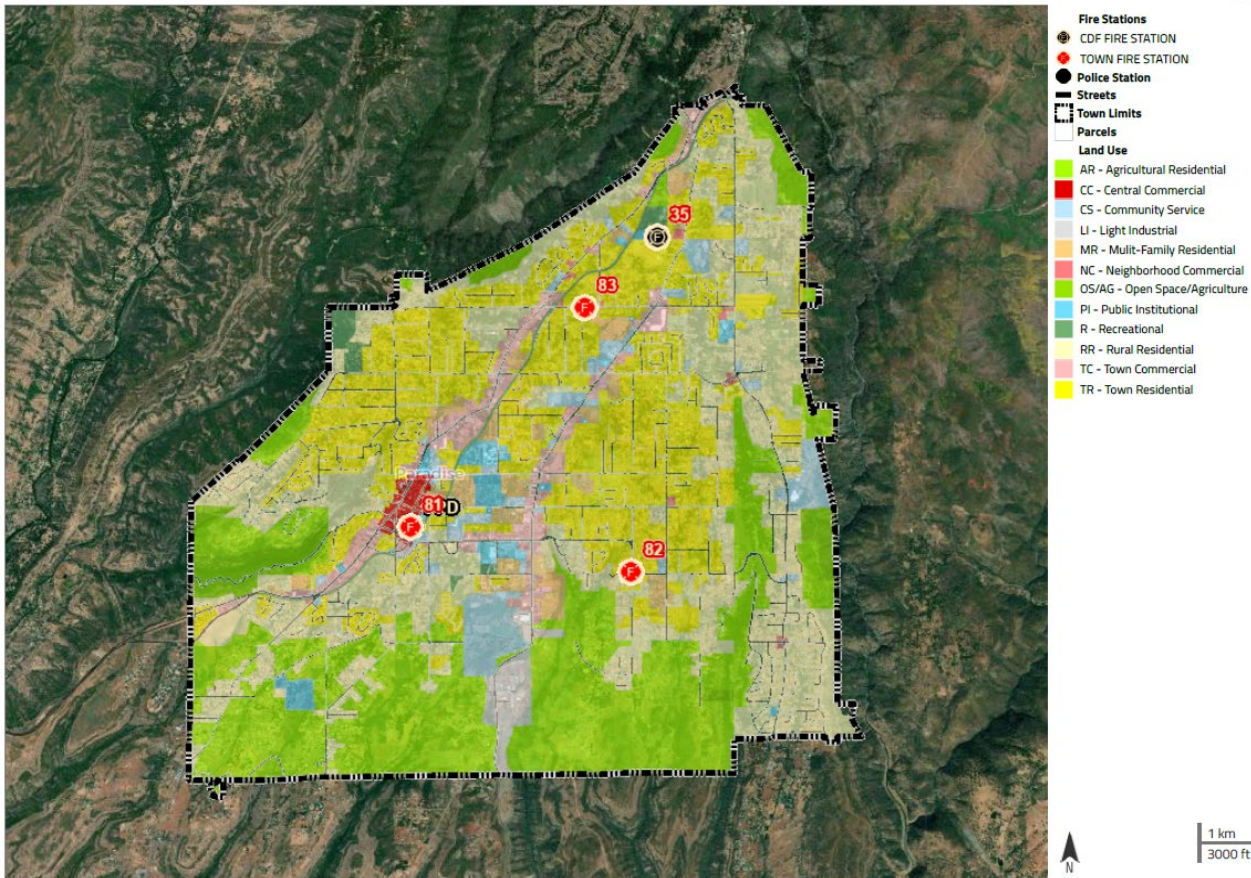 35
83
Paradise
81
PD
82
Fire Stations
CDF FIRE STATION
TOWN FIRE STATION
Police Station
Streets
Town Limits
Parcels
Land Use
AR - Agricultural Residential
CC - Central Commercial
CS - Community Service
LI - Light Industrial
MR - Mulit-Family Residential
NC - Neighborhood Commercial
OS/AG - Open Space/Agriculture
PI - Public Institutional
R - Recreational
RR - Rural Residential
TC - Town Commercial
TR - Town Residential
N
1 km
3000 ft